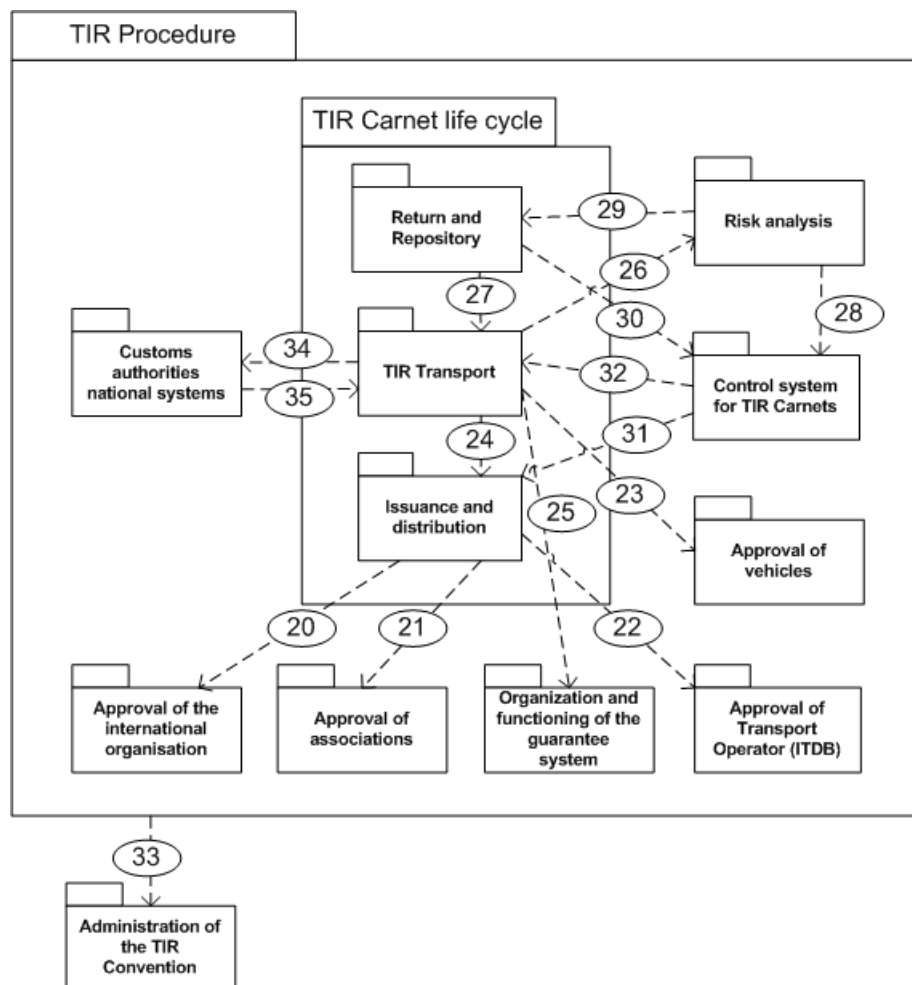 TIR Procedure
TIR Carnet life cycle
Return and
Repository
29
Risk analysis
26
27
30
28
Customs
authorities
national systems
34
35
TIR Transport
32
Control system
for TIR Carnets
24
31
Issuance and
distribution
25
23
Approval of
vehicles
20
21
22
Approval of the
international
organisation
Approval of
associations
Organization and
functioning of the
guarantee
system
Approval of
Transport
Operator (ITDB)
33
Administration of
the TIR
Convention